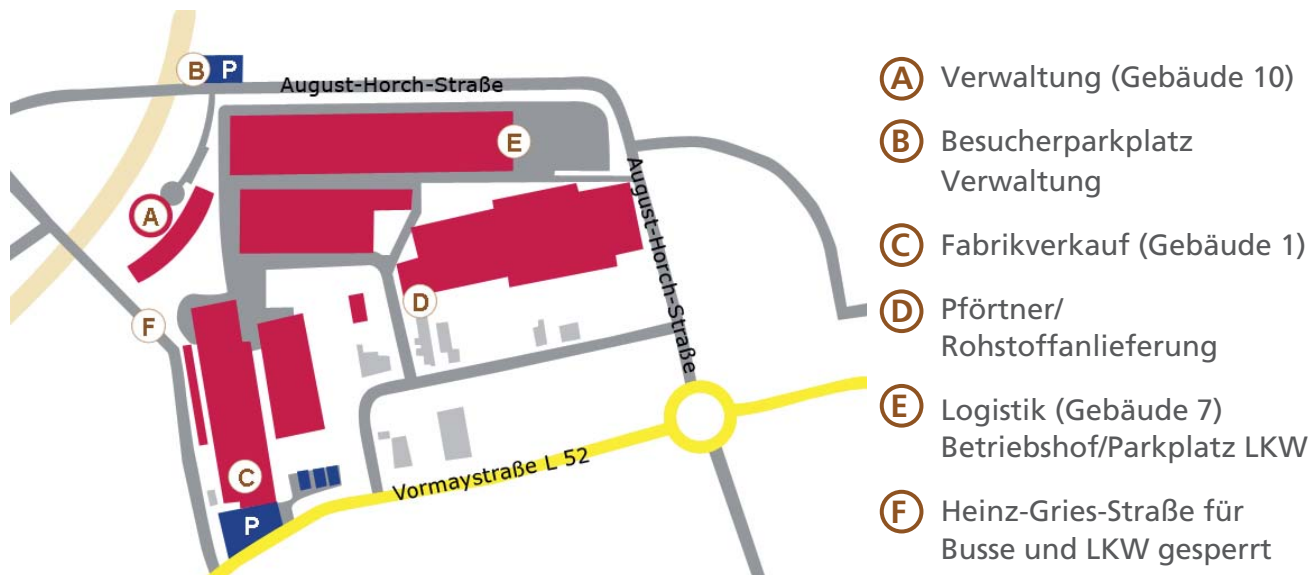 B P
August-Horch-Straße
E
A
August-Horch-Straße
D
F
C
Vormaystraße L 52
P
A Verwaltung (Gebäude 10)
B Besucherparkplatz
Verwaltung
C Fabrikverkauf (Gebäude 1)
D Pförtner/
Rohstoffanlieferung
E Logistik (Gebäude 7)
Betriebshof/Parkplatz LKW
F Heinz-Gries-Straße für
Busse und LKW gesperrt